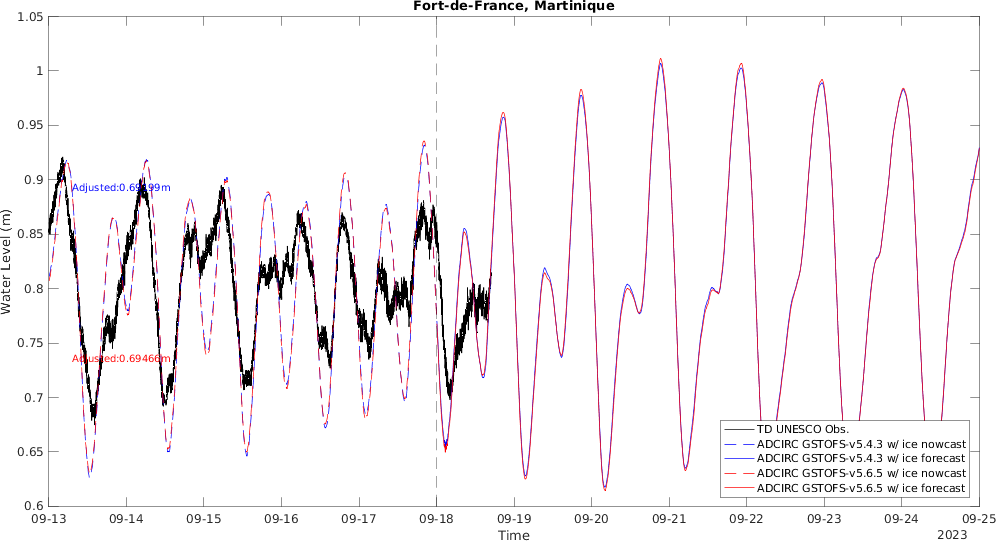 Fort-de-France, Martinique
1.05
1
0.95
0.9
0.85
0.8
0.75
0.7
0.65
0.6
Water Level (m)
Adjusted:0.69199m
Adjusted:0.69466m
TD UNESCO Obs.
ADCIRC GSTOFS-v5.4.3 w/ ice nowcast
ADCIRC GSTOFS-v5.4.3 w/ ice forecast
ADCIRC GSTOFS-v5.6.5 w/ ice nowcast
ADCIRC GSTOFS-v5.6.5 w/ ice forecast
09-13 09-14 09-15 09-16 09-17 09-18 09-19 09-20 09-21 09-22 09-23 09-24 09-25
Time
2023